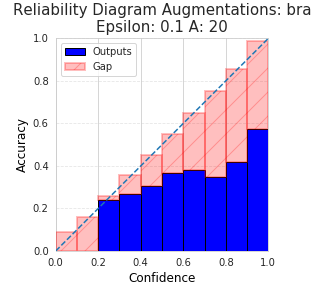 Reliability Diagram Augmentations: bra
Epsilon: 0.1 A: 20
1.0
0.8
0.6
0.4
0.2
0.0
Accuracy
Outputs
Gap
0.0 0.2 0.4 0.6 0.8 1.0
Confidence